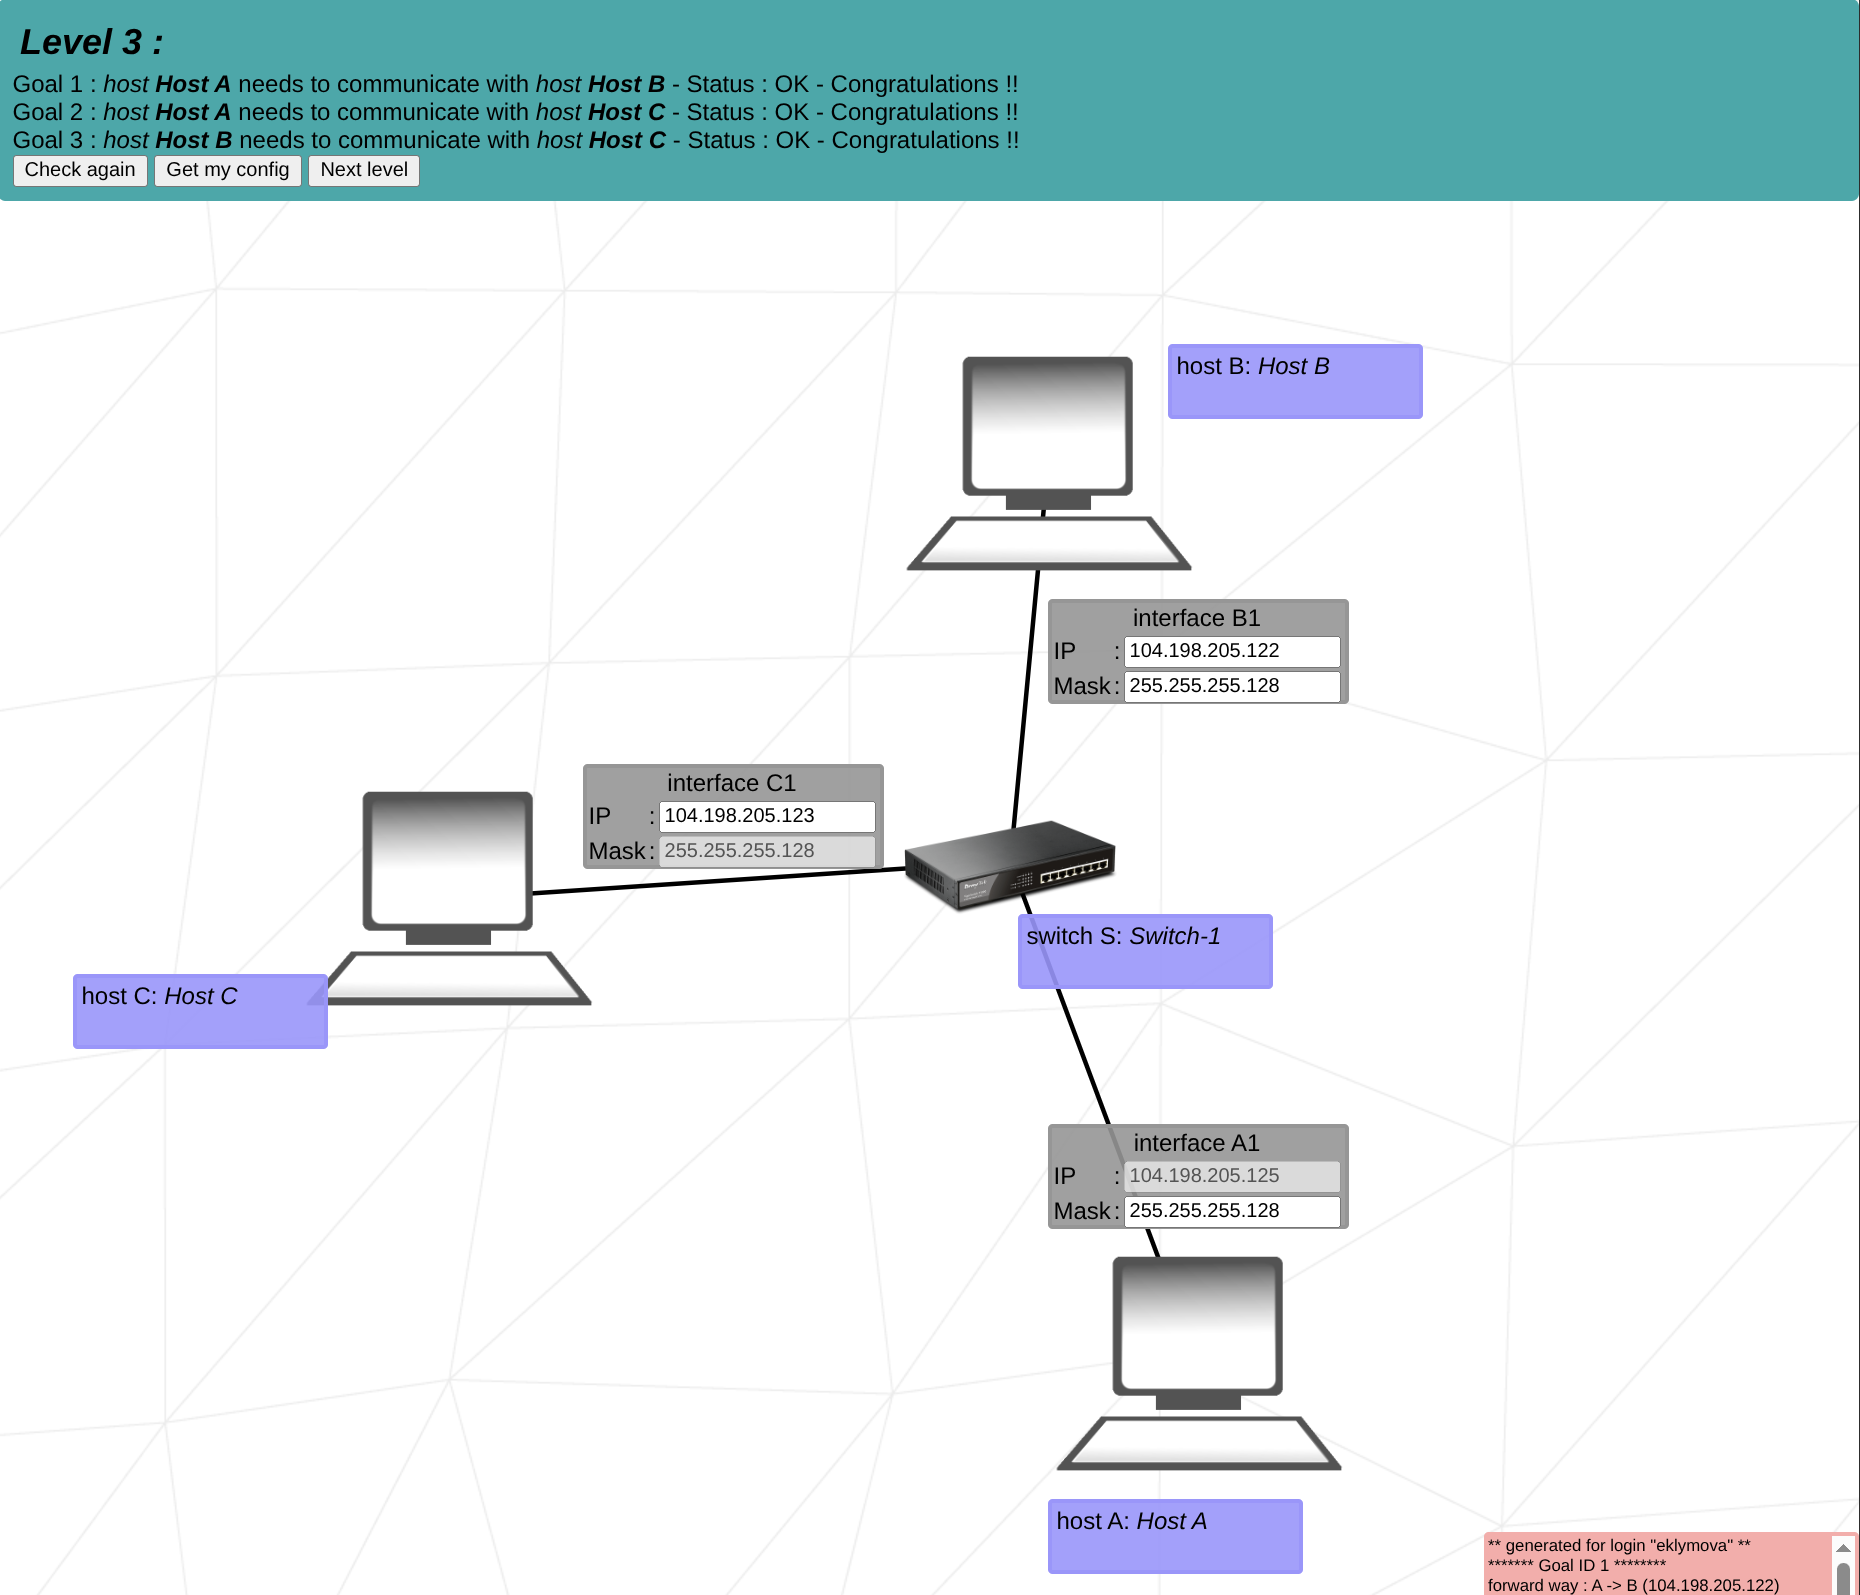 Level 3 :
Goal 1 : host Host A needs to communicate with host Host B - Status : OK - Congratulations !!
Goal 2 : host Host A needs to communicate with host Host C - Status : OK - Congratulations !!
Goal 3 : host Host B needs to communicate with host Host C - Status : OK - Congratulations !!
Check again Get my config Next level
host B: Host B
interface B1
IP : 104.198.205.122
Mask : 255.255.255.128
interface C1
IP : 104.198.205.123
Mask : 255.255.255.128
switch S: Switch-1
host C: Host C
interface A1
IP : 104.198.205.125
Mask : 255.255.255.128
host A: Host A
** generated for login "eklymova" **
******* Goal ID 1 ********
forward way : A -> B (104.198.205.122)